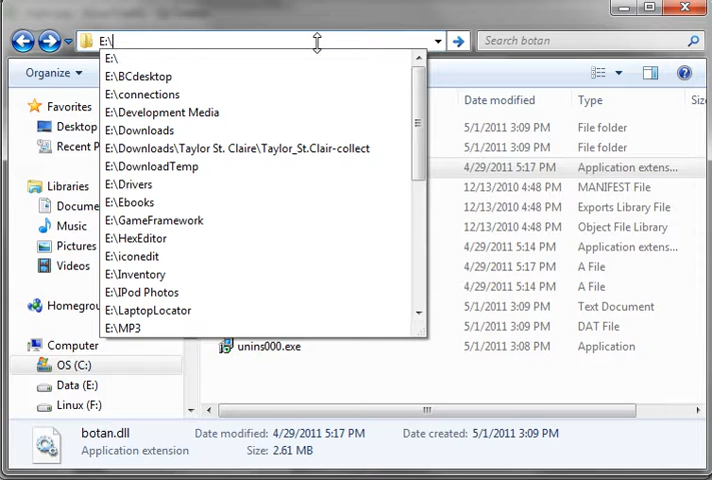 E:\
Search botan
Organize
E:\
E:\BCdesktop
E:\connections
E:\Development Media
E:\Downloads
E:\Downloads\Taylor St. Claire\Taylor_St.Clair-collect
E:\DownloadTemp
E:\Drivers
E:\Ebooks
E:\GameFramework
E:\HexEditor
E:\iconedit
E:\Inventory
E:\IPod Photos
E:\LaptopLocator
E:\MP3
Favorites
Desktop
Recent P
Libraries
Docume
Music
Pictures
Videos
Homegrou
Computer
OS (C:)
Data (E:)
Linux (F:)
Date modified Type Siz
5/1/2011 3:09 PM File folder
5/1/2011 3:09 PM File folder
4/29/2011 5:17 PM Application extens...
12/13/2010 4:48 PM MANIFEST File
12/13/2010 4:48 PM Exports Library File
12/13/2010 4:48 PM Object File Library
4/29/2011 5:14 PM Application extens...
4/29/2011 5:17 PM A File
4/29/2011 5:14 PM A File
5/1/2011 3:09 PM Text Document
5/1/2011 3:09 PM DAT File
unins000.exe 5/1/2011 3:08 PM Application
botan.dll Date modified: 4/29/2011 5:17 PM Date created: 5/1/2011 3:09 PM
Application extension Size: 2.61 MB